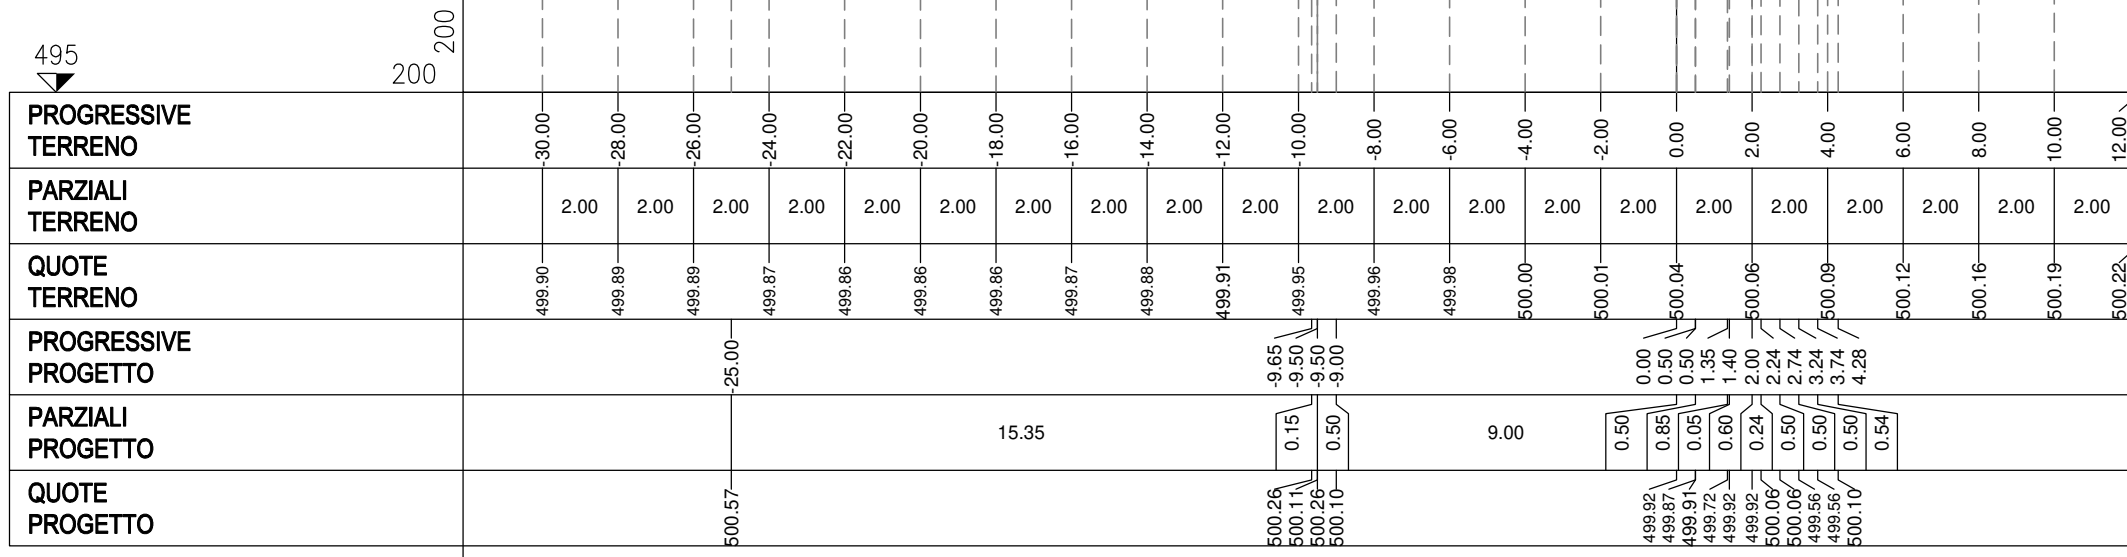 495
200
200
PROGRESSIVE
TERRENO
-30.00 -28.00 -26.00 -24.00 -22.00 -20.00 -18.00 -16.00 -14.00 -12.00 -10.00 -8.00 -6.00 -4.00 -2.00 0.00 2.00 4.00 6.00 8.00 10.00 12.00
PARZIALI
TERRENO
2.00 2.00 2.00 2.00 2.00 2.00 2.00 2.00 2.00 2.00 2.00 2.00 2.00 2.00 2.00 2.00 2.00 2.00 2.00 2.00 2.00
QUOTE
TERRENO
499.90 499.89 499.89 499.87 499.86 499.86 499.86 499.87 499.88 499.91 499.95 499.96 499.98 500.00 500.01 500.04 500.06 500.09 500.12 500.16 500.19 500.22
PROGRESSIVE
PROGETTO
-25.00 -9.65 -9.50 -9.50 -9.00 0.00 0.50 0.50 1.35 1.40 2.00 2.24 2.74 3.24 3.74 4.28
PARZIALI
PROGETTO
15.35 0.15 0.50 9.00 0.50 0.85 0.05 0.60 0.24 0.50 0.50 0.50 0.54
QUOTE
PROGETTO
500.57 500.26 500.11 500.26 500.10 499.92 499.87 499.91 499.72 499.92 499.92 500.06 500.06 499.56 499.56 500.10